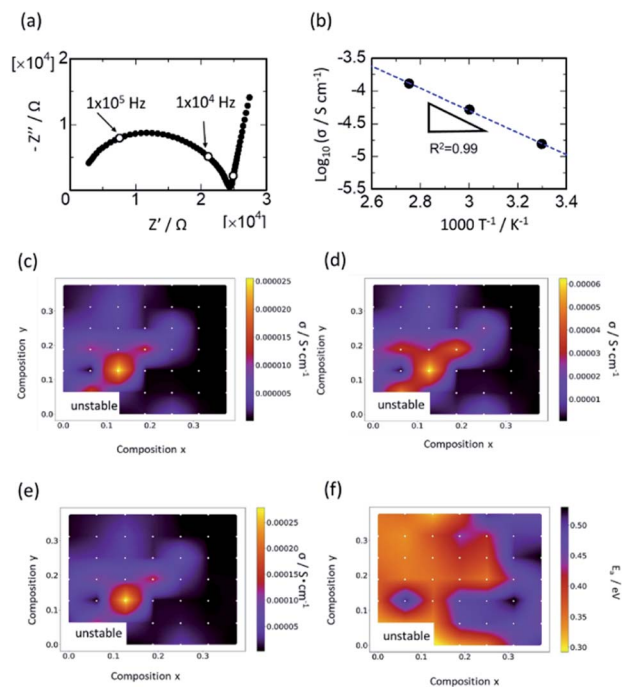 (a)
[×10⁴]
2
1
0
- Z'' / Ω
1x10⁵ Hz
1x10⁴ Hz
0 1 2 3
Z' / Ω [×10⁴]
(b)
-3.5
-4
-4.5
-5
-5.5
Log₁₀ (σ / S cm⁻¹)
R²=0.99
2.6 2.8 3 3.2 3.4
1000 T⁻¹ / K⁻¹
(c)
Composition y
0.3
0.2
0.1
0.0
unstable
0.0 0.1 0.2 0.3
Composition x
0.000025
0.000020
0.000015
0.000010
0.000005
σ / S•cm⁻¹
(d)
Composition y
0.3
0.2
0.1
0.0
unstable
0.0 0.1 0.2 0.3
Composition x
0.00006
0.00005
0.00004
0.00003
0.00002
0.00001
σ / S•cm⁻¹
(e)
Composition y
0.3
0.2
0.1
0.0
unstable
0.0 0.1 0.2 0.3
Composition x
0.00025
0.00020
0.00015
0.00010
0.00005
σ / S•cm⁻¹
(f)
Composition y
0.3
0.2
0.1
0.0
unstable
0.0 0.1 0.2 0.3
Composition x
0.50
0.45
0.40
0.35
0.30
Eₐ / eV